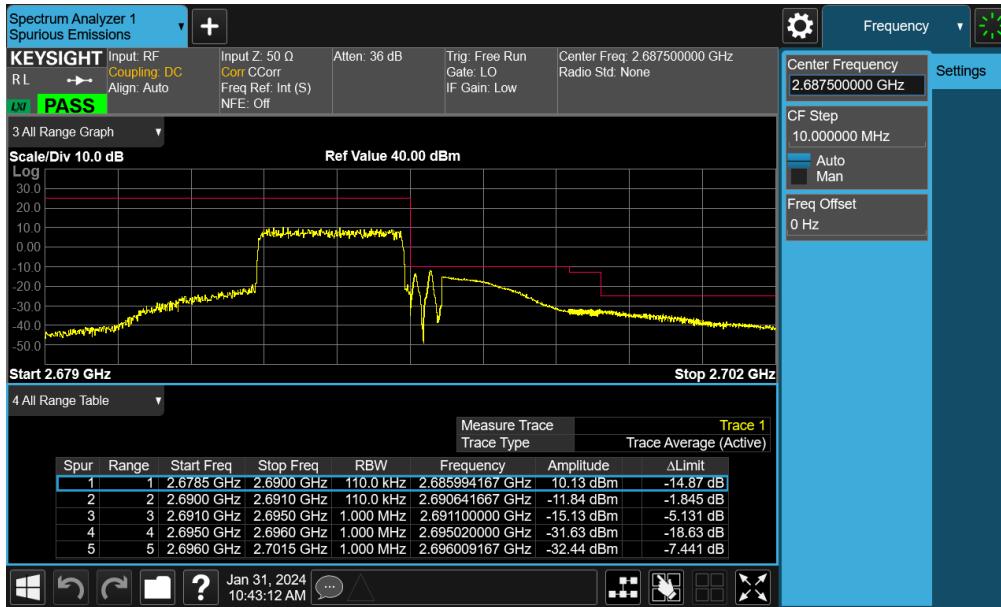 Spectrum Analyzer 1
Spurious Emissions
Frequency
KEYSIGHT
Input: RF
Coupling: DC
Align: Auto
Input Z: 50 Ω
Corr CCorr
Freq Ref: Int (S)
NFE: Off
Atten: 36 dB
Trig: Free Run
Gate: LO
IF Gain: Low
Center Freq: 2.687500000 GHz
Radio Std: None
R L
LXI
PASS
Center Frequency
2.687500000 GHz
Settings
CF Step
10.000000 MHz
Auto
Man
Freq Offset
0 Hz
3 All Range Graph
Scale/Div 10.0 dB
Ref Value 40.00 dBm
Log
30.0
20.0
10.0
0.00
-10.0
-20.0
-30.0
-40.0
-50.0
Start 2.679 GHz
Stop 2.702 GHz
4 All Range Table
Measure Trace Trace 1
Trace Type Trace Average (Active)
Spur Range Start Freq Stop Freq RBW Frequency Amplitude ΔLimit
1 1 2.6785 GHz 2.6900 GHz 110.0 kHz 2.685994167 GHz 10.13 dBm -14.87 dB
2 2 2.6900 GHz 2.6910 GHz 110.0 kHz 2.690641667 GHz -11.84 dBm -1.845 dB
3 3 2.6910 GHz 2.6950 GHz 1.000 MHz 2.691100000 GHz -15.13 dBm -5.131 dB
4 4 2.6950 GHz 2.6960 GHz 1.000 MHz 2.695020000 GHz -31.63 dBm -18.63 dB
5 5 2.6960 GHz 2.7015 GHz 1.000 MHz 2.696009167 GHz -32.44 dBm -7.441 dB
Jan 31, 2024
10:43:12 AM